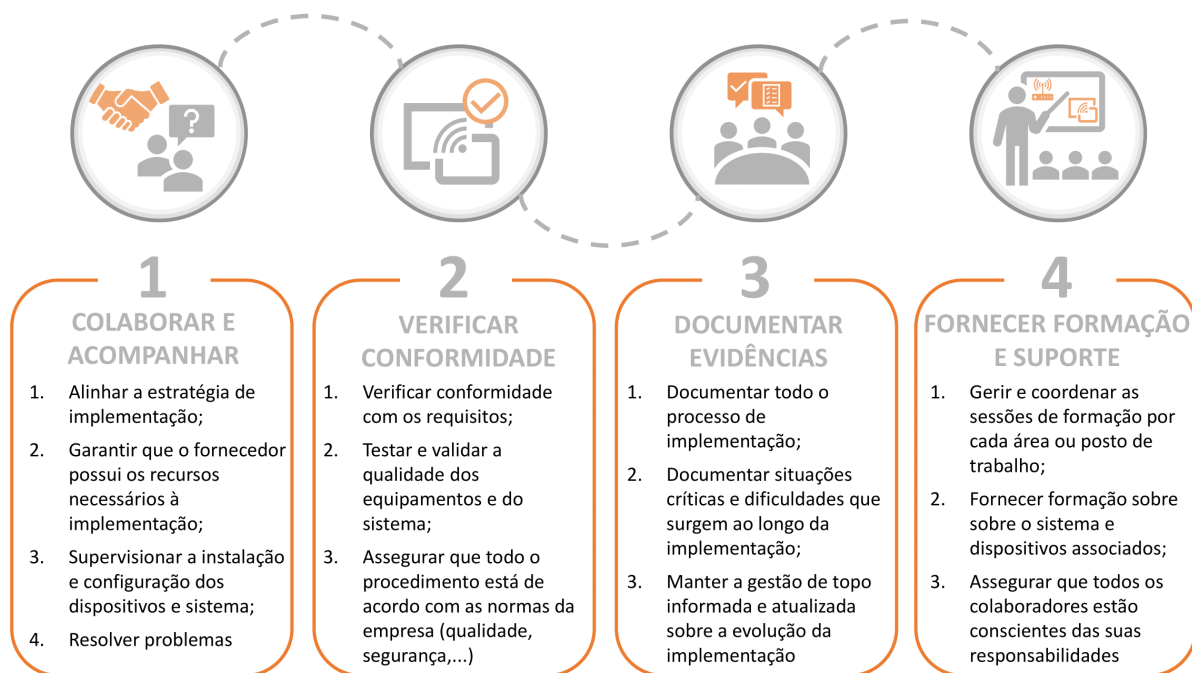 ?
1
COLABORAR E
ACOMPANHAR
1. Alinhar a estratégia de
implementação;
2. Garantir que o fornecedor
possui os recursos
necessários à
implementação;
3. Supervisionar a instalação
e configuração dos
dispositivos e sistema;
4. Resolver problemas
2
VERIFICAR
CONFORMIDADE
1. Verificar conformidade
com os requisitos;
2. Testar e validar a
qualidade dos
equipamentos e do
sistema;
3. Assegurar que todo o
procedimento está de
acordo com as normas da
empresa (qualidade,
segurança,...)
3
DOCUMENTAR
EVIDÊNCIAS
1. Documentar todo o
processo de
implementação;
2. Documentar situações
críticas e dificuldades que
surgem ao longo da
implementação;
3. Manter a gestão de topo
informada e atualizada
sobre a evolução da
implementação
4
FORNECER FORMAÇÃO
E SUPORTE
1. Gerir e coordenar as
sessões de formação por
cada área ou posto de
trabalho;
2. Fornecer formação sobre
sobre o sistema e
dispositivos associados;
3. Assegurar que todos os
colaboradores estão
conscientes das suas
responsabilidades